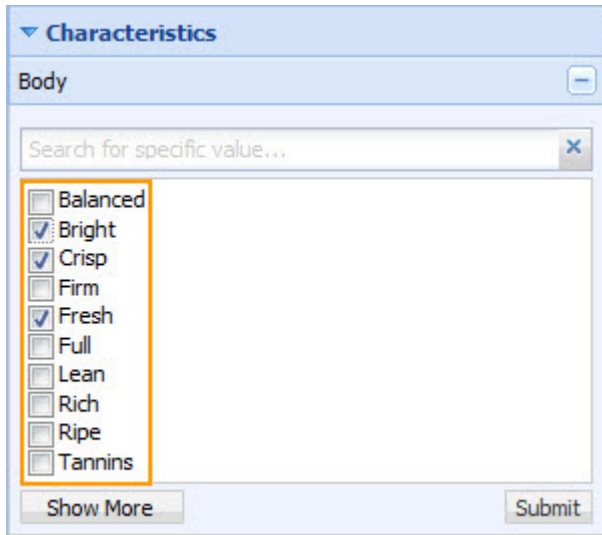 Characteristics
Body
Search for specific value...
Balanced
Bright
Crisp
Firm
Fresh
Full
Lean
Rich
Ripe
Tannins
Show More Submit